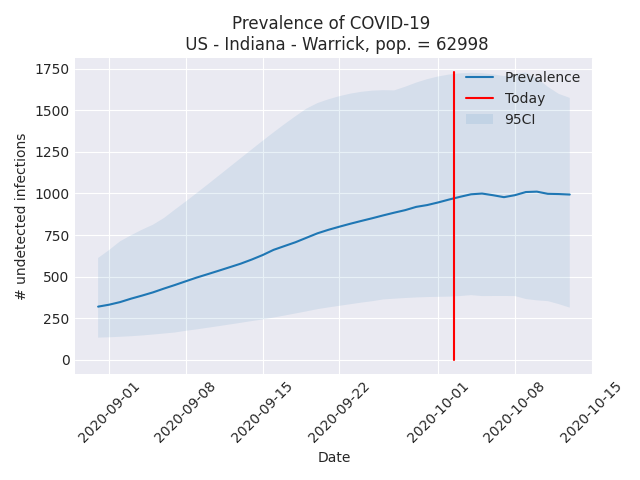 Prevalence of COVID-19
US - Indiana - Warrick, pop. = 62998
1750
1500
1250
1000
750
500
250
0
# undetected infections
Prevalence
Today
95CI
2020-09-01
2020-09-08
2020-09-15
2020-09-22
2020-10-01
2020-10-08
2020-10-15
Date